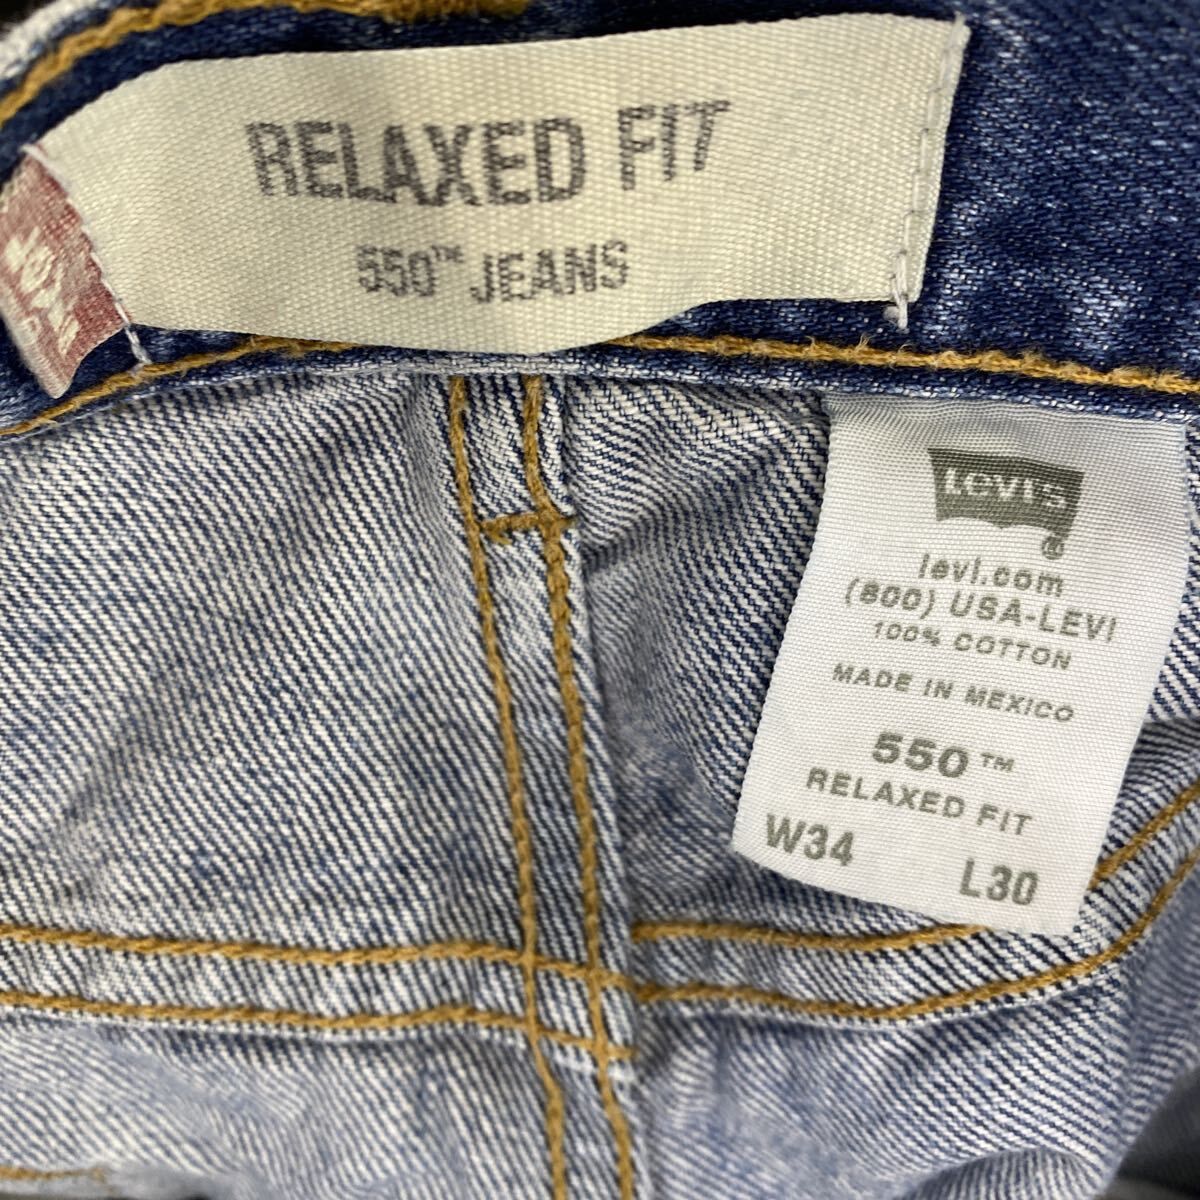 RELAXED FIT
550™ JEANS
LEVI'S
®
levi.com
(800) USA-LEVI
100% COTTON
MADE IN MEXICO
550™
RELAXED FIT
W34
L30